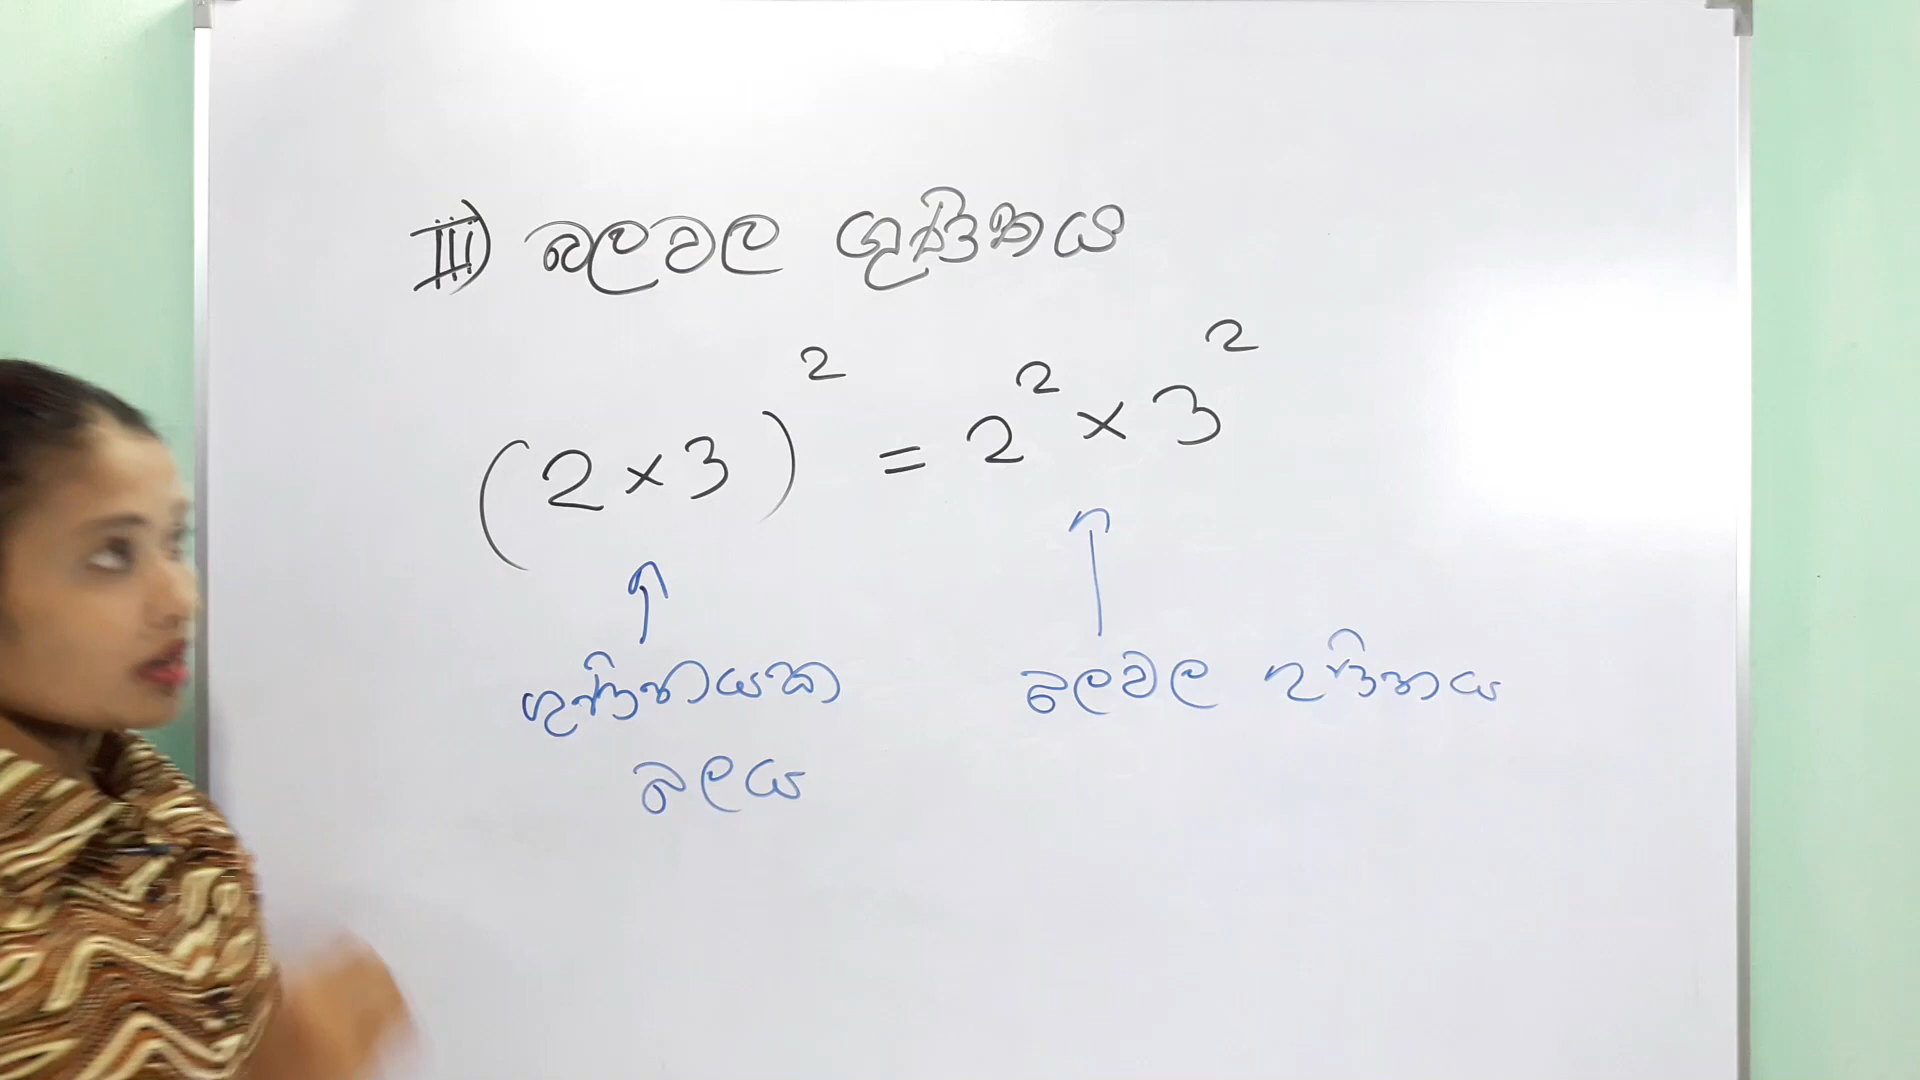 III) බලවල ගුණිතය
(2 × 3)² = 2² × 3²
↑ ↑
ගුණිතයක බලවල ගුණිතය
බලය